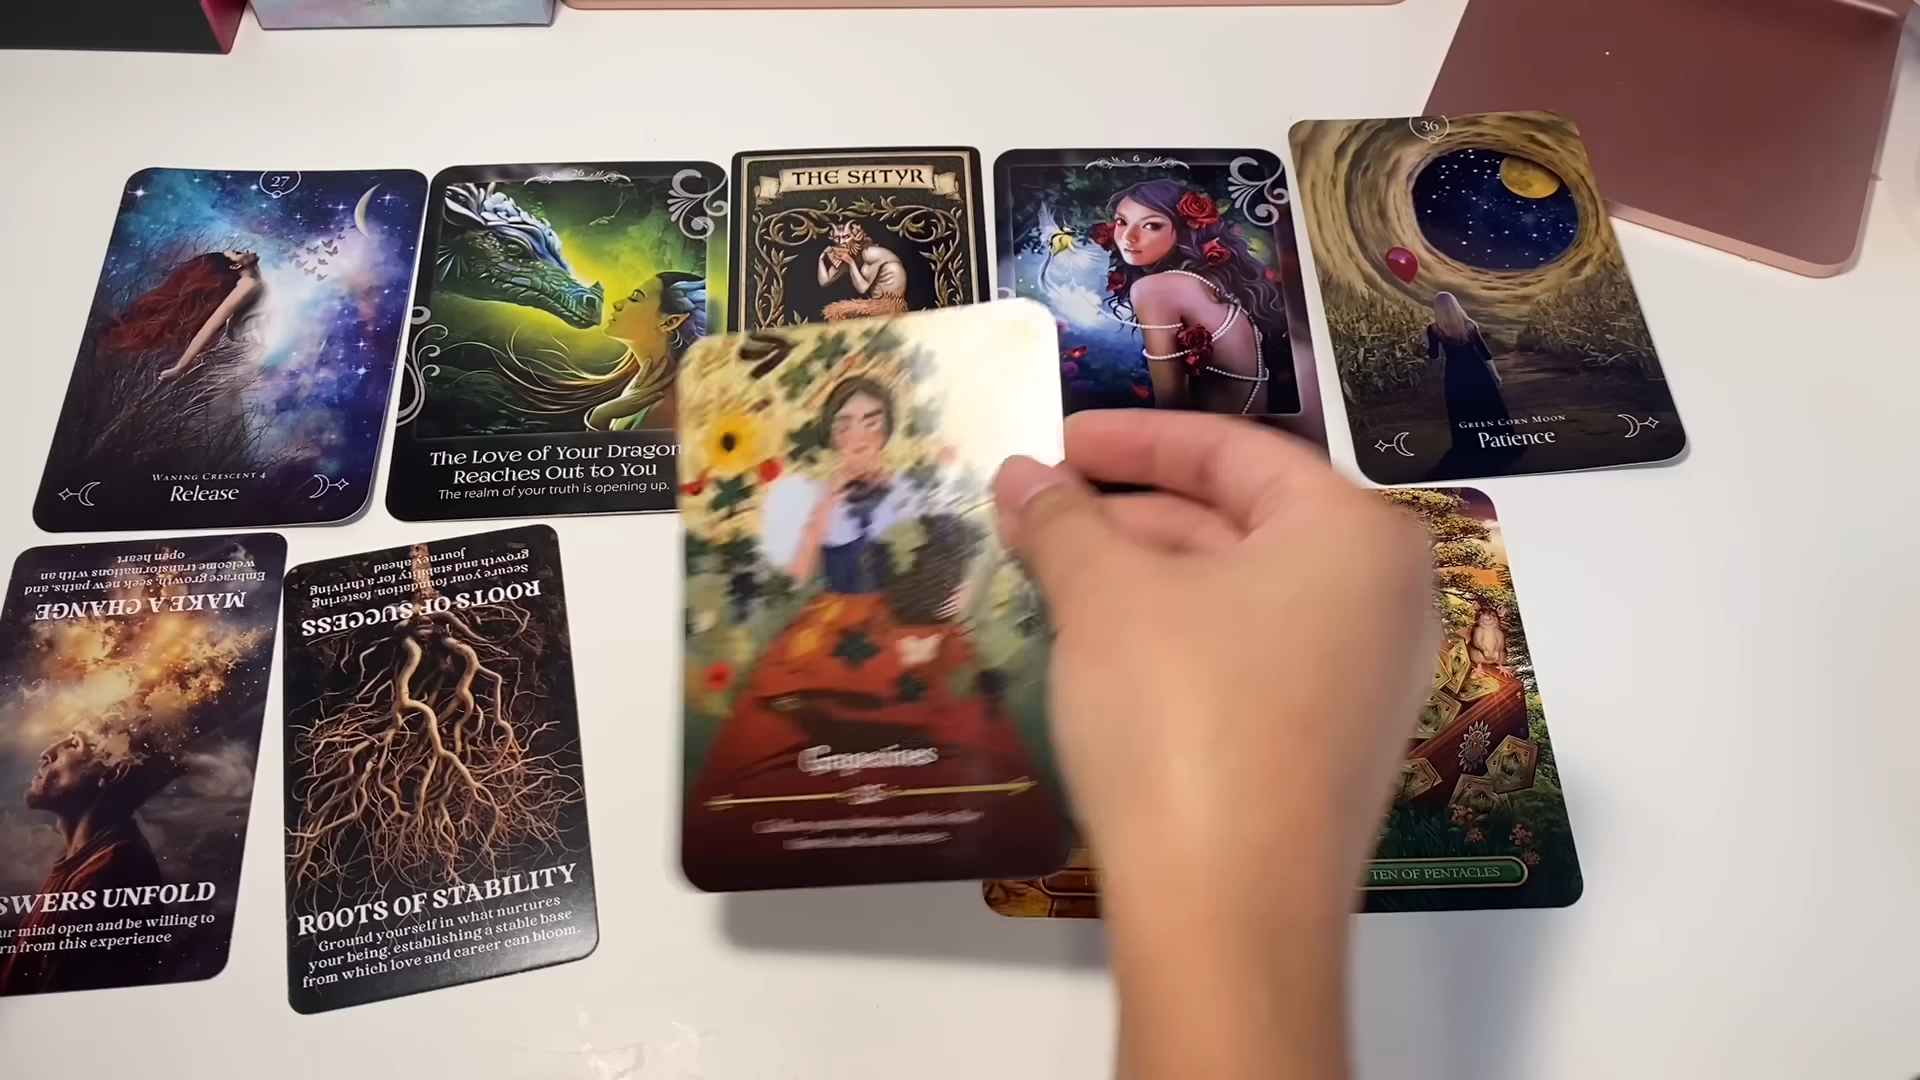 27
WANING CRESCENT 4
Release
26
The Love of Your Dragon
Reaches Out to You
The realm of your truth is opening up.
THE SATYR
6
36
GREEN CORN MOON
Patience
Embrace growth, seek new paths, and
welcome transformations with an
open heart
MAKE A CHANGE
SWERS UNFOLD
ur mind open and be willing to
rn from this experience
Secure your foundation, fostering
growth and stability for a thriving
journey ahead
ROOTS OF SUCCESS
ROOTS OF STABILITY
Ground yourself in what nurtures
your being, establishing a stable base
from which love and career can bloom.
TEN OF PENTACLES